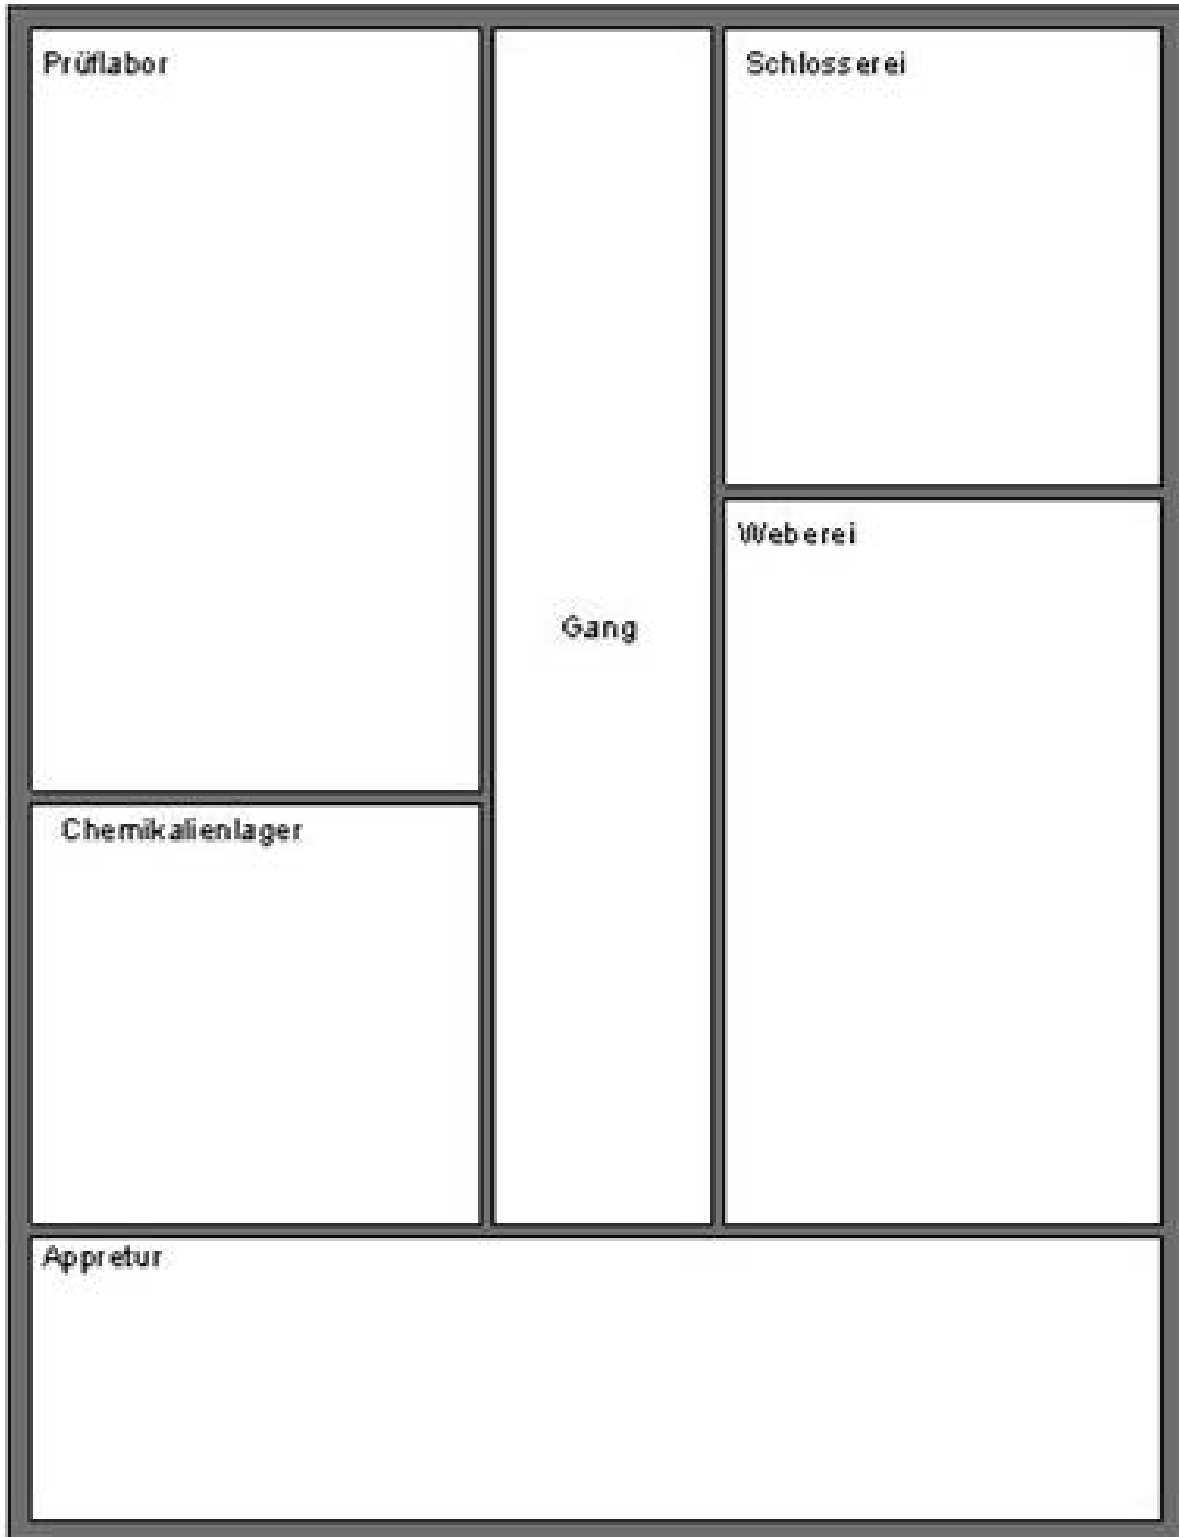 Prüflabor
Schlosserei
Weberei
Gang
Chemikalienlager
Appretur